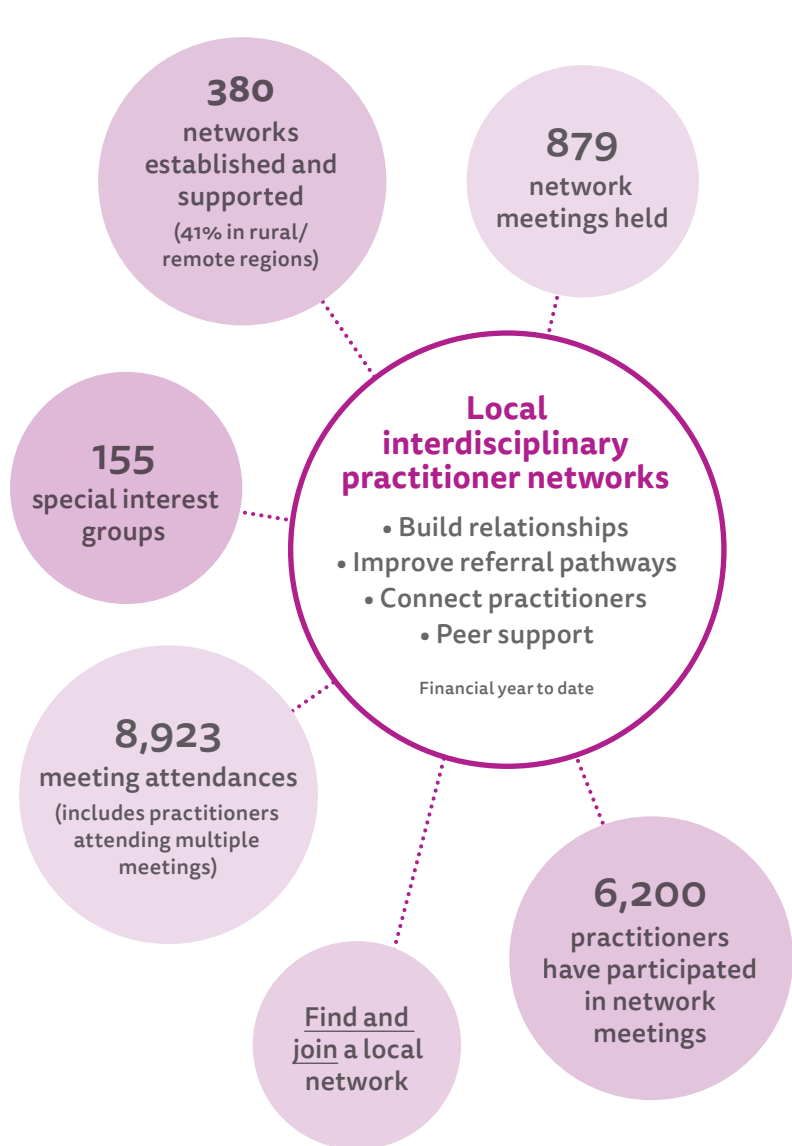 380
networks
established and
supported
(41% in rural/
remote regions)
879
network
meetings held
Local
interdisciplinary
practitioner networks
• Build relationships
• Improve referral pathways
• Connect practitioners
• Peer support
Financial year to date
155
special interest
groups
8,923
meeting attendances
(includes practitioners
attending multiple
meetings)
6,200
practitioners
have participated
in network
meetings
Find and
join a local
network